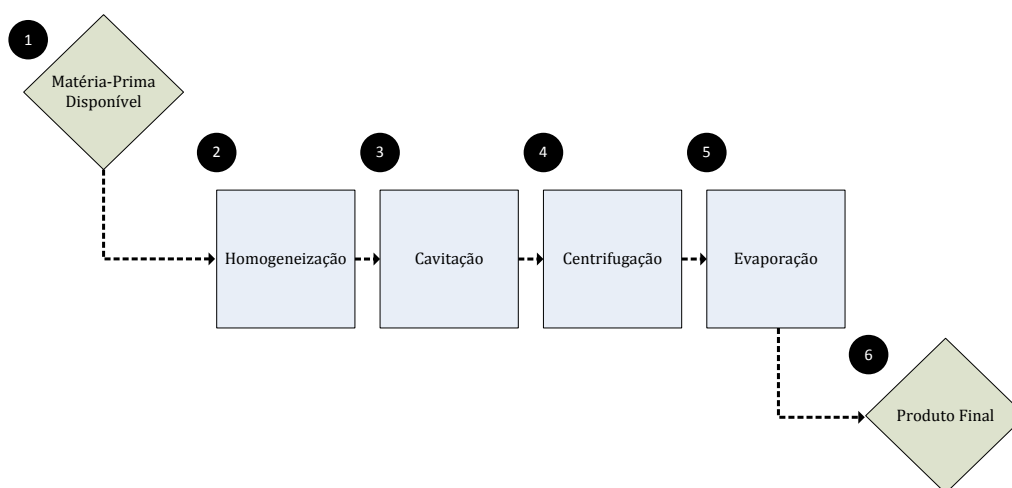 1
Matéria-Prima
Disponível
2
3
4
5
Homogeneização
Cavitação
Centrifugação
Evaporação
6
Produto Final